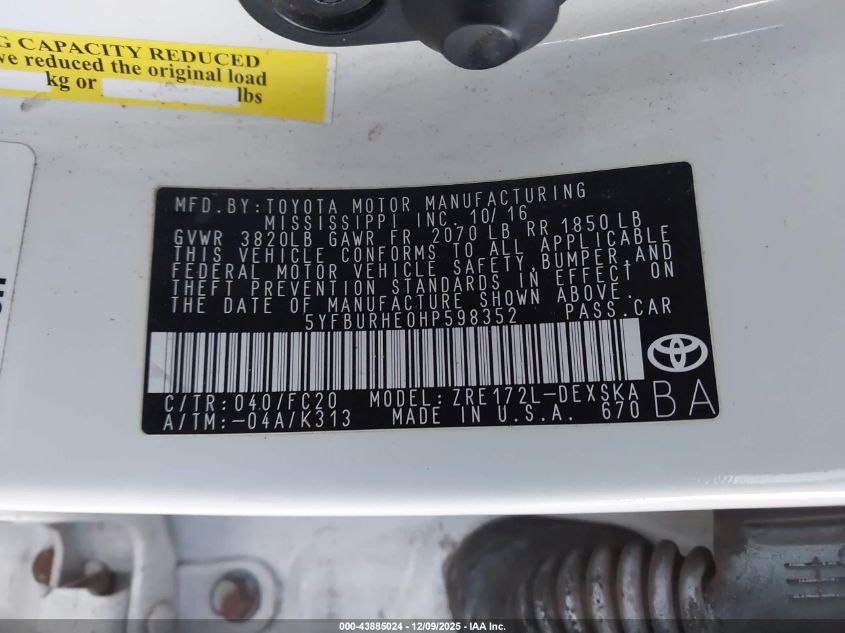 G CAPACITY REDUCED
ve reduced the original load
kg or lbs
MFD.BY:TOYOTA MOTOR MANUFACTURING
MISSISSIPPI INC. 10/16
GVWR 3820LB GAWR FR 2070 LB RR 1850 LB
THIS VEHICLE CONFORMS TO ALL APPLICABLE
FEDERAL MOTOR VEHICLE SAFETY,BUMPER,AND
THEFT PREVENTION STANDARDS IN EFFECT ON
THE DATE OF MANUFACTURE SHOWN ABOVE.
5YFBURHE0HP598352 PASS.CAR
C/TR: 040/FC20 MODEL: ZRE172L-DEXSKA
A/TM:-04A/K313 MADE IN U.S.A. 670 BA
000-43885024 - 12/09/2025 - IAA Inc.